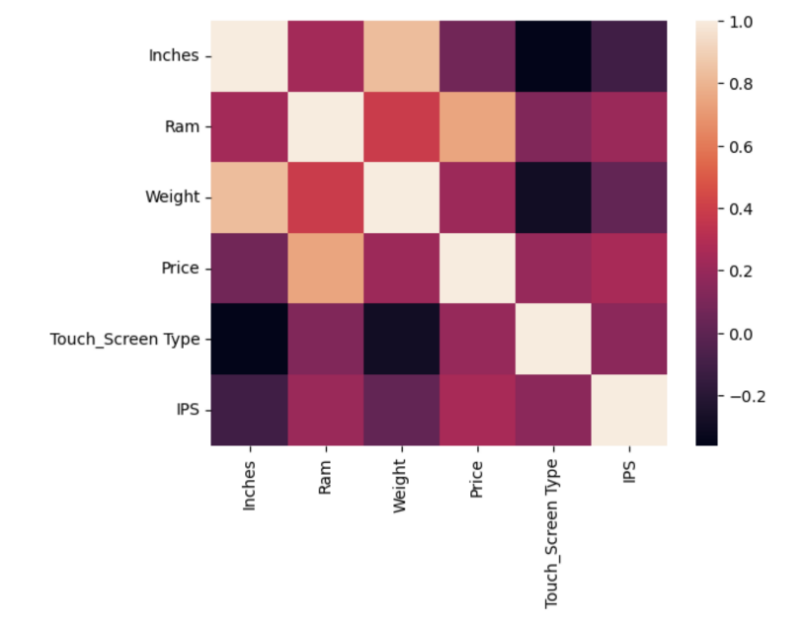 Inches
Ram
Weight
Price
Touch_Screen Type
IPS
Inches
Ram
Weight
Price
Touch_Screen Type
IPS
1.0
0.8
0.6
0.4
0.2
0.0
−0.2